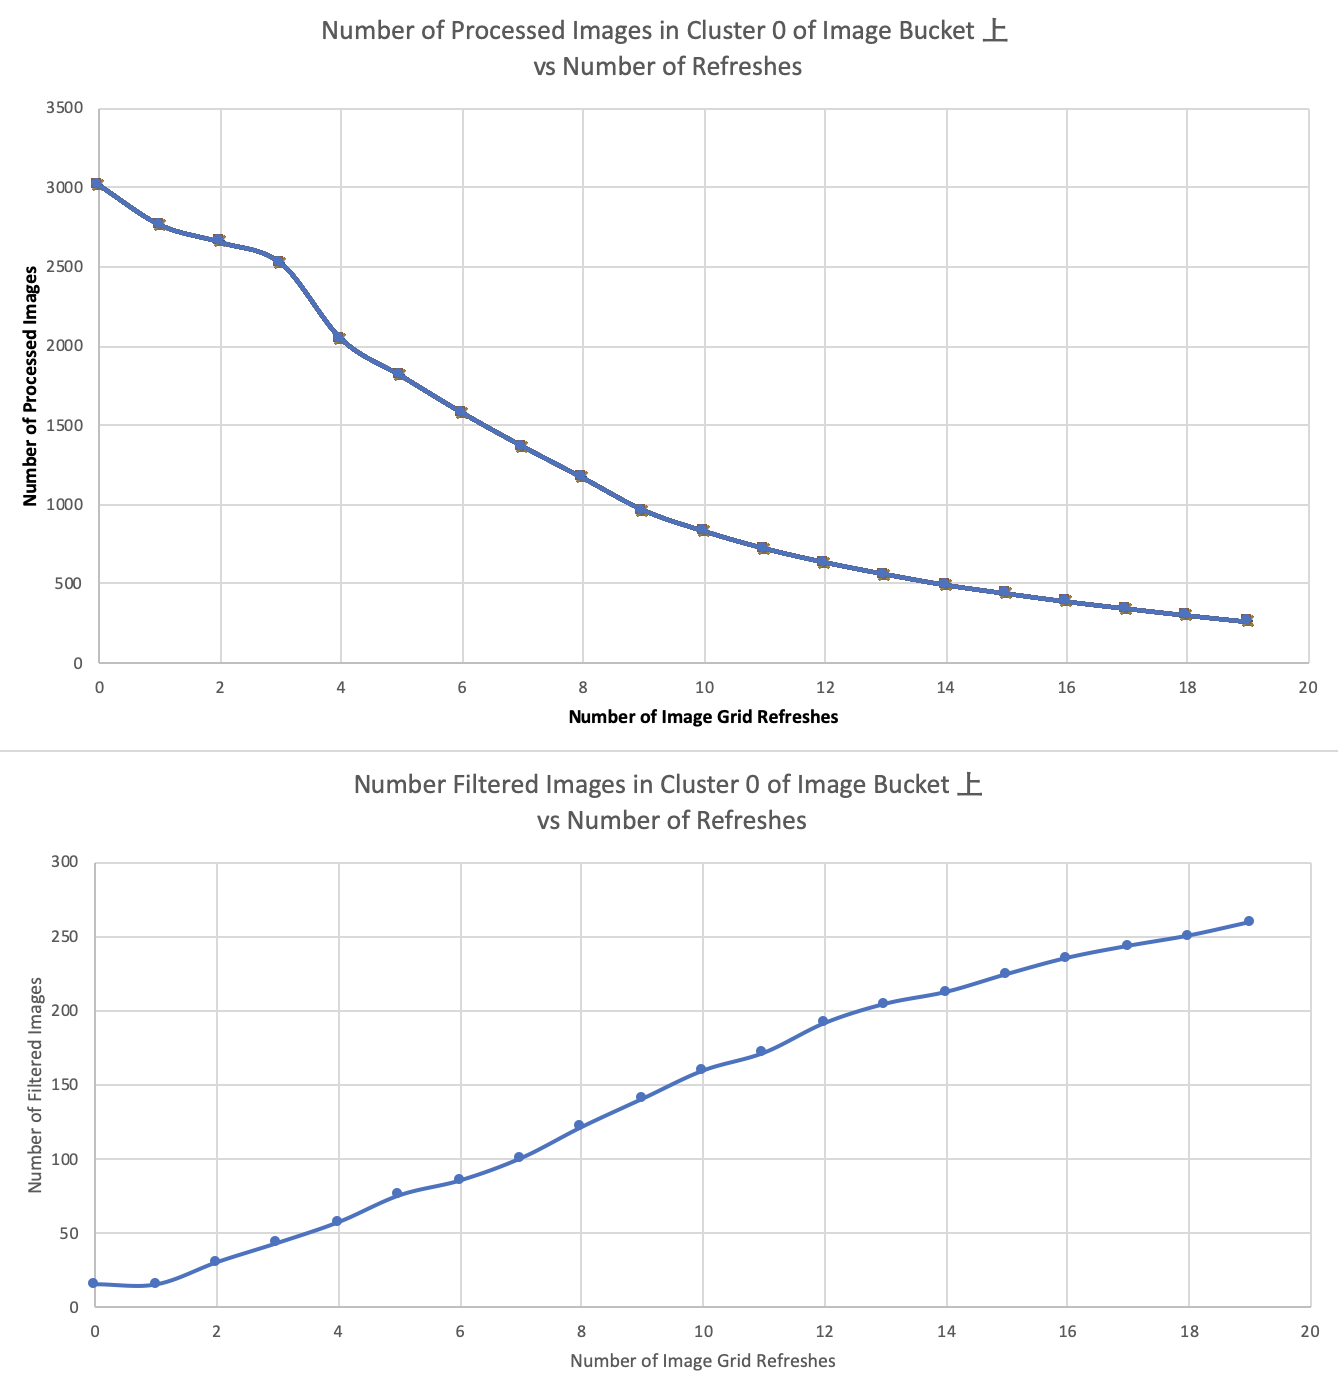 Number of Processed Images in Cluster 0 of Image Bucket 上
vs Number of Refreshes
3500
3000
2500
2000
1500
1000
500
0
Number of Processed Images
0 2 4 6 8 10 12 14 16 18 20
Number of Image Grid Refreshes
Number Filtered Images in Cluster 0 of Image Bucket 上
vs Number of Refreshes
300
250
200
150
100
50
0
Number of Filtered Images
0 2 4 6 8 10 12 14 16 18 20
Number of Image Grid Refreshes